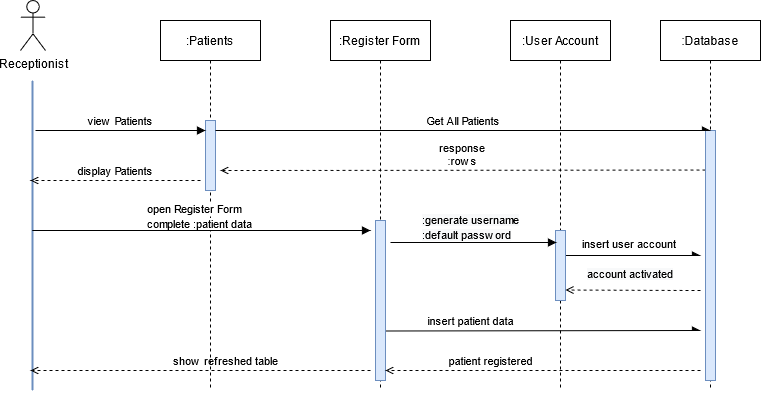 :Patients
:Register Form
:User Account
:Database
Receptionist
view Patients
Get All Patients
response
:rows
display Patients
open Register Form
complete :patient data
:generate username
:default password
insert user account
account activated
insert patient data
show refreshed table
patient registered